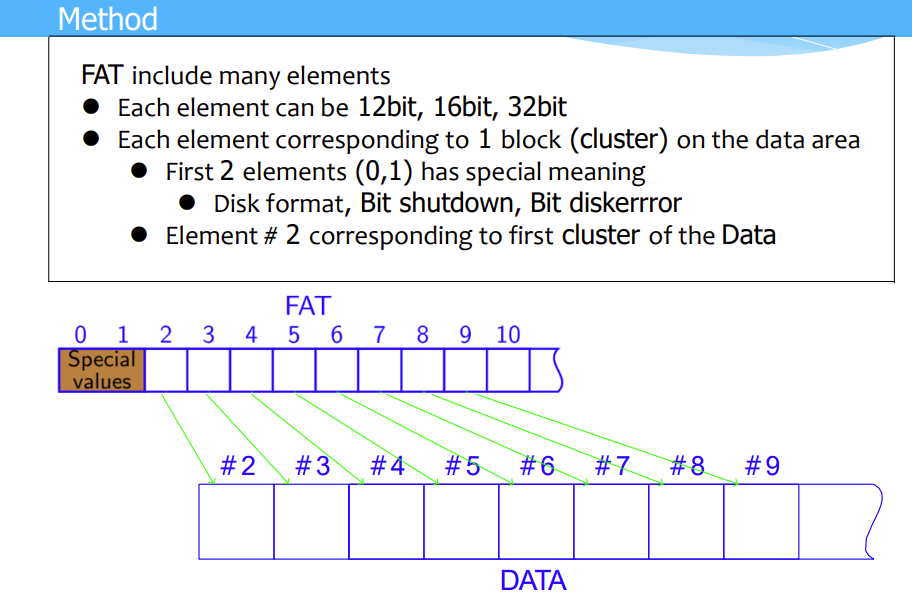 Method
FAT include many elements
● Each element can be 12bit, 16bit, 32bit
● Each element corresponding to 1 block (cluster) on the data area
● First 2 elements (0,1) has special meaning
● Disk format, Bit shutdown, Bit diskerrror
● Element # 2 corresponding to first cluster of the Data
FAT
0 1 2 3 4 5 6 7 8 9 10
Special
values
#2 #3 #4 #5 #6 #7 #8 #9
DATA